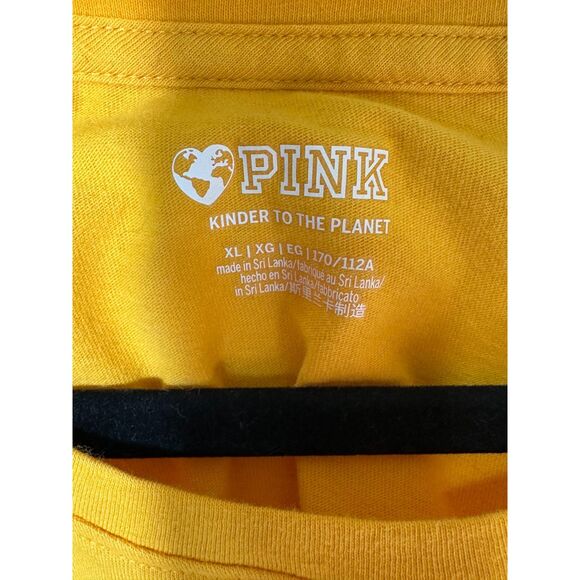 PINK
KINDER TO THE PLANET
XL | XG | EG | 170/112A
made in Sri Lanka/fabriqué au Sri Lanka/
hecho en Sri Lanka/fabbricato
in Sri Lanka/斯里兰卡制造